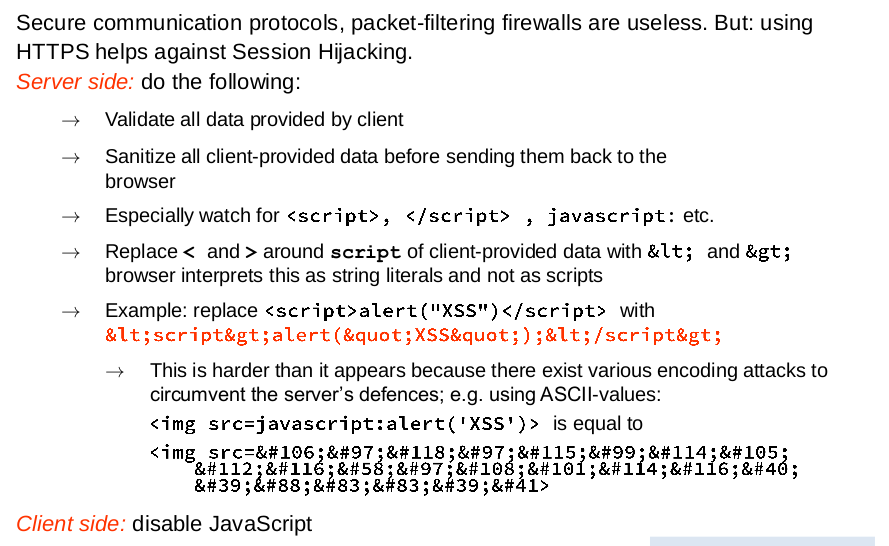 Secure communication protocols, packet-filtering firewalls are useless. But: using
HTTPS helps against Session Hijacking.
Server side: do the following:
→ Validate all data provided by client
→ Sanitize all client-provided data before sending them back to the
browser
→ Especially watch for <script>, </script> , javascript: etc.
→ Replace < and > around script of client-provided data with &lt; and &gt;
browser interprets this as string literals and not as scripts
→ Example: replace <script>alert("XSS")</script> with
&lt;script&gt;alert(&quot;XSS&quot;);&lt;/script&gt;
→ This is harder than it appears because there exist various encoding attacks to
circumvent the server's defences; e.g. using ASCII-values:
<img src=javascript:alert('XSS')> is equal to
<img src=&#106;&#97;&#118;&#97;&#115;&#99;&#114;&#105;
&#112;&#116;&#58;&#97;&#108;&#101;&#114;&#116;&#40;
&#39;&#88;&#83;&#83;&#39;&#41>
Client side: disable JavaScript